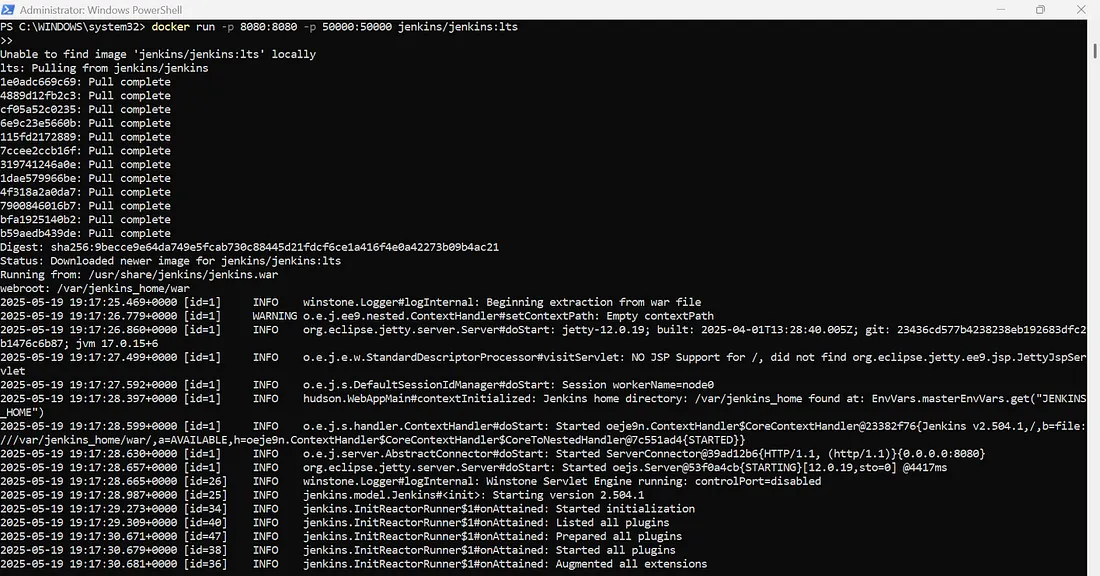 Administrator: Windows PowerShell
PS C:\WINDOWS\system32> docker run -p 8080:8080 -p 50000:50000 jenkins/jenkins:lts
>>
Unable to find image 'jenkins/jenkins:lts' locally
lts: Pulling from jenkins/jenkins
1e0adc669c69: Pull complete
4889d12fb2c3: Pull complete
cf05a52c0235: Pull complete
6e9c23e5660b: Pull complete
115fd2172889: Pull complete
7ccee2ccb16f: Pull complete
319741246a0e: Pull complete
1dae579966be: Pull complete
4f318a2a0da7: Pull complete
7900846016b7: Pull complete
bfa1925140b2: Pull complete
b59aedb439de: Pull complete
Digest: sha256:9becce9e64da749e5fcab730c88445d21fdcf6ce1a416f4e0a42273b09b4ac21
Status: Downloaded newer image for jenkins/jenkins:lts
Running from: /usr/share/jenkins/jenkins.war
webroot: /var/jenkins_home/war
2025-05-19 19:17:25.469+0000 [id=1] INFO winstone.Logger#logInternal: Beginning extraction from war file
2025-05-19 19:17:26.779+0000 [id=1] WARNING o.e.j.ee9.nested.ContextHandler#setContextPath: Empty contextPath
2025-05-19 19:17:26.860+0000 [id=1] INFO org.eclipse.jetty.server.Server#doStart: jetty-12.0.19; built: 2025-04-01T13:28:40.005Z; git: 23436cd577b4238238eb192683dfc2
b1476c6b87; jvm 17.0.15+6
2025-05-19 19:17:27.499+0000 [id=1] INFO o.e.j.e.w.StandardDescriptorProcessor#visitServlet: NO JSP Support for /, did not find org.eclipse.jetty.ee9.jsp.JettyJspSer
vlet
2025-05-19 19:17:27.592+0000 [id=1] INFO o.e.j.s.DefaultSessionIdManager#doStart: Session workerName=node0
2025-05-19 19:17:28.397+0000 [id=1] INFO hudson.WebAppMain#contextInitialized: Jenkins home directory: /var/jenkins_home found at: EnvVars.masterEnvVars.get("JENKINS
_HOME")
2025-05-19 19:17:28.599+0000 [id=1] INFO o.e.j.s.handler.ContextHandler#doStart: Started oeje9n.ContextHandler$CoreContextHandler@23382f76{Jenkins v2.504.1,/,b=file:
///var/jenkins_home/war/,a=AVAILABLE,h=oeje9n.ContextHandler$CoreContextHandler$CoreToNestedHandler@7c551ad4{STARTED}}
2025-05-19 19:17:28.630+0000 [id=1] INFO o.e.j.server.AbstractConnector#doStart: Started ServerConnector@39ad12b6{HTTP/1.1, (http/1.1)}{0.0.0.0:8080}
2025-05-19 19:17:28.657+0000 [id=1] INFO org.eclipse.jetty.server.Server#doStart: Started oejs.Server@53f0a4cb{STARTING}[12.0.19,sto=0] @4417ms
2025-05-19 19:17:28.665+0000 [id=26] INFO winstone.Logger#logInternal: Winstone Servlet Engine running: controlPort=disabled
2025-05-19 19:17:28.987+0000 [id=25] INFO jenkins.model.Jenkins#<init>: Starting version 2.504.1
2025-05-19 19:17:29.273+0000 [id=34] INFO jenkins.InitReactorRunner$1#onAttained: Started initialization
2025-05-19 19:17:29.309+0000 [id=40] INFO jenkins.InitReactorRunner$1#onAttained: Listed all plugins
2025-05-19 19:17:30.671+0000 [id=47] INFO jenkins.InitReactorRunner$1#onAttained: Prepared all plugins
2025-05-19 19:17:30.679+0000 [id=38] INFO jenkins.InitReactorRunner$1#onAttained: Started all plugins
2025-05-19 19:17:30.681+0000 [id=36] INFO jenkins.InitReactorRunner$1#onAttained: Augmented all extensions